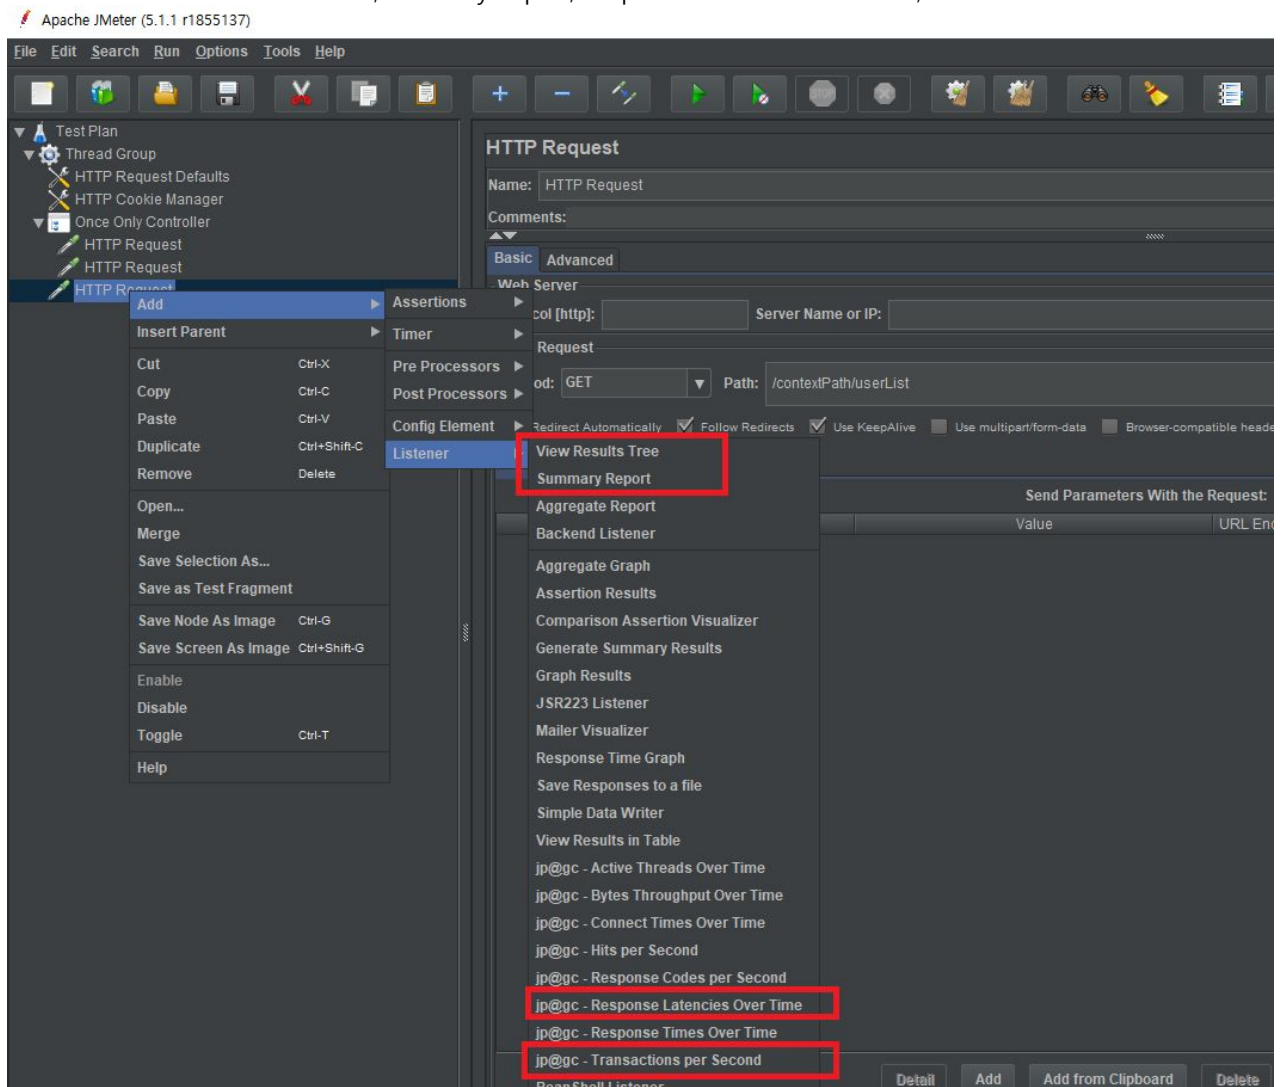 Apache JMeter (5.1.1 r1855137)
File Edit Search Run Options Tools Help
STOP
Test Plan
Thread Group
HTTP Request Defaults
HTTP Cookie Manager
Once Only Controller
HTTP Request
HTTP Request
HTTP Request
HTTP Request
Name: HTTP Request
Comments:
Basic Advanced
Web Server
col [http]: Server Name or IP:
Request
od: GET Path: /contextPath/userList
Redirect Automatically Follow Redirects Use KeepAlive Use multipart/form-data Browser-compatible heade
Send Parameters With the Request:
Value URL Enc
Detail Add Add from Clipboard Delete
Add
Insert Parent
Cut Ctrl-X
Copy Ctrl-C
Paste Ctrl-V
Duplicate Ctrl+Shift-C
Remove Delete
Open...
Merge
Save Selection As...
Save as Test Fragment
Save Node As Image Ctrl-G
Save Screen As Image Ctrl+Shift-G
Enable
Disable
Toggle Ctrl-T
Help
Assertions
Timer
Pre Processors
Post Processors
Config Element
Listener
View Results Tree
Summary Report
Aggregate Report
Backend Listener
Aggregate Graph
Assertion Results
Comparison Assertion Visualizer
Generate Summary Results
Graph Results
JSR223 Listener
Mailer Visualizer
Response Time Graph
Save Responses to a file
Simple Data Writer
View Results in Table
jp@gc - Active Threads Over Time
jp@gc - Bytes Throughput Over Time
jp@gc - Connect Times Over Time
jp@gc - Hits per Second
jp@gc - Response Codes per Second
jp@gc - Response Latencies Over Time
jp@gc - Response Times Over Time
jp@gc - Transactions per Second
BeanShell Listener